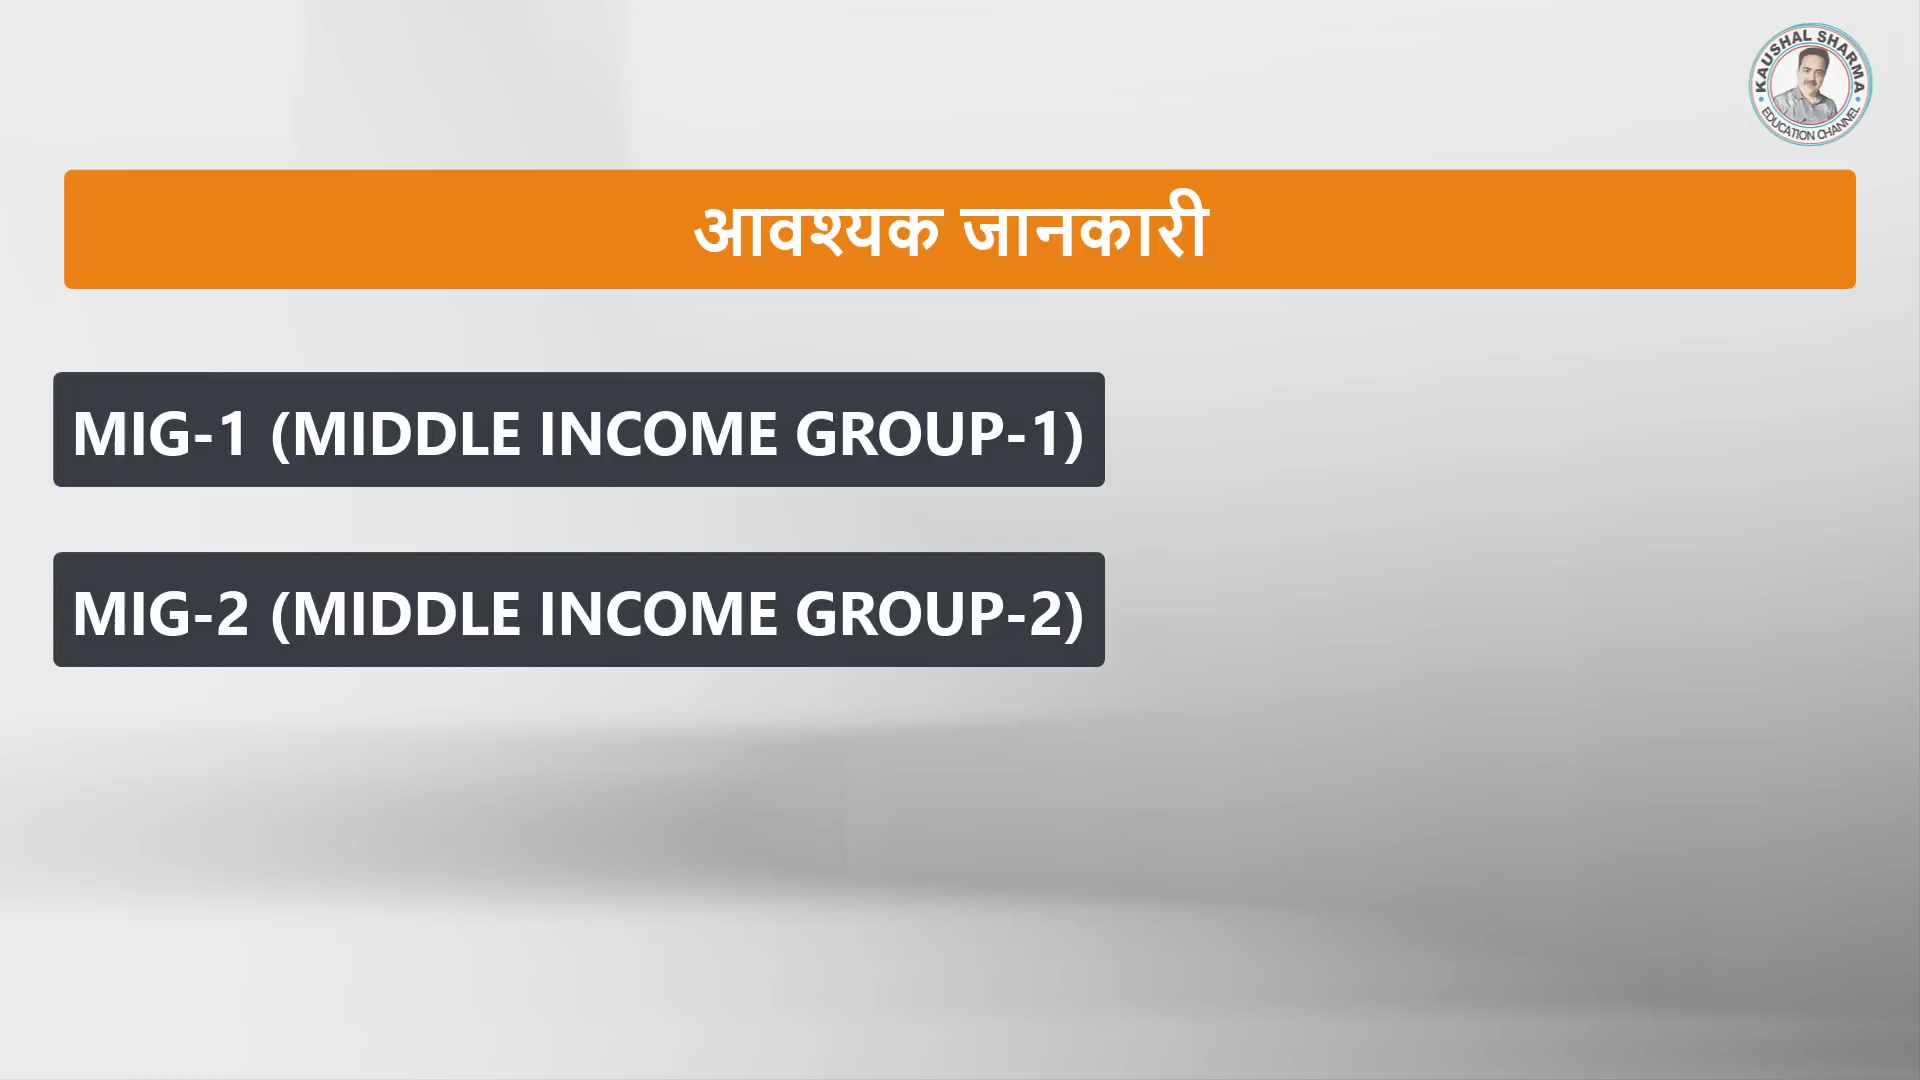 KAUSHAL SHARMA
EDUCATION CHANNEL
आवश्यक जानकारी
MIG-1 (MIDDLE INCOME GROUP-1)
MIG-2 (MIDDLE INCOME GROUP-2)